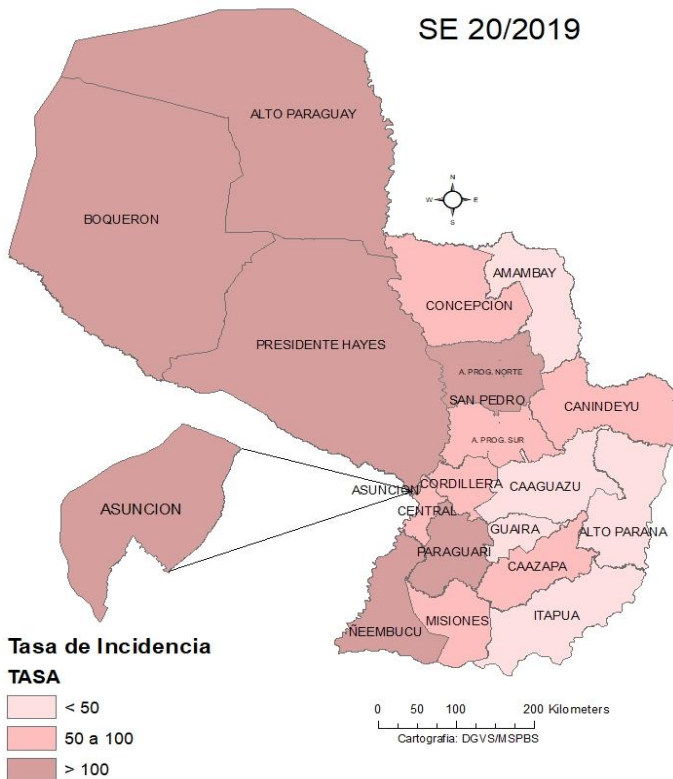 SE 20/2019
ALTO PARAGUAY
N
W E
S
BOQUERON
AMAMBAY
CONCEPCION
PRESIDENTE HAYES
A. PROG. NORTE
SAN PEDRO
CANINDEYU
A. PROG. SUR
ASUNCION
CORDILLERA
CAAGUAZU
ASUNCION
CENTRAL
GUAIRA
ALTO PARANA
PARAGUARI
CAAZAPA
ITAPUA
MISIONES
ÑEEMBUCU
Tasa de Incidencia
TASA
< 50
50 a 100
> 100
0 50 100 200 Kilometers
Cartografia: DGVS/MSPBS